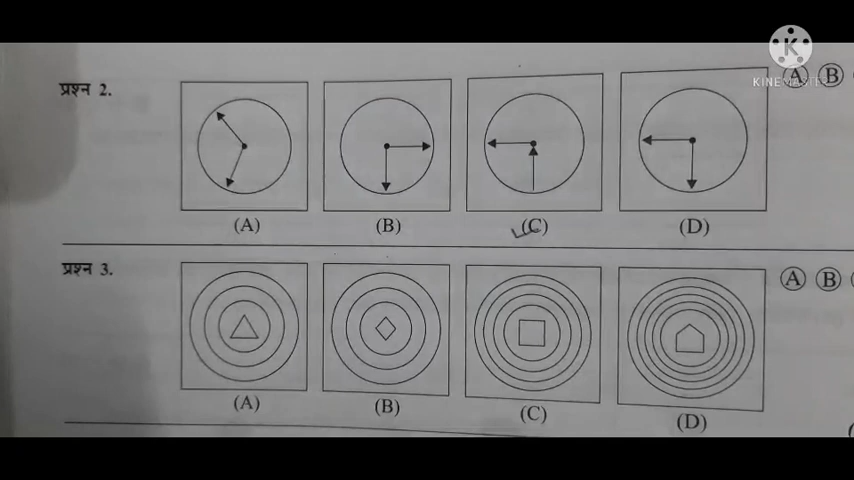 K
KINEMASTER
प्रश्न 2.
A B
(A) (B) (C) (D)
प्रश्न 3.
A B
(A) (B) (C) (D)